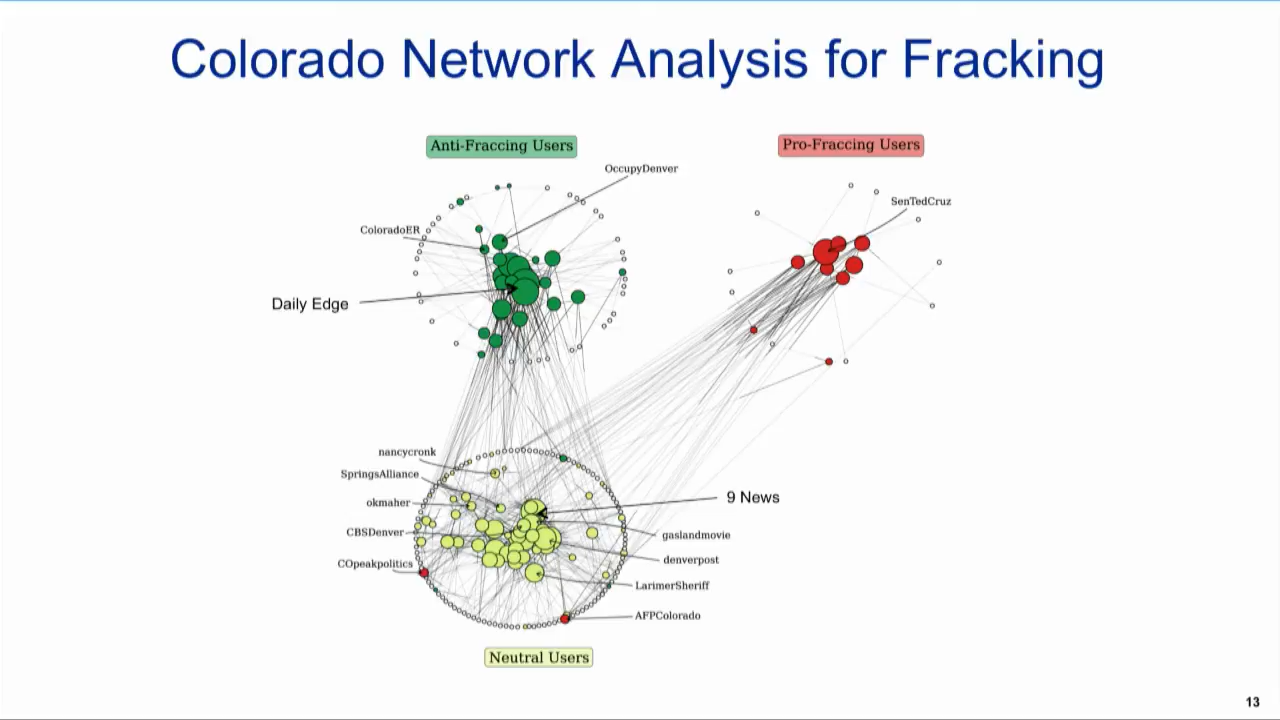 Colorado Network Analysis for Fracking
Anti-Fraccing Users
Pro-Fraccing Users
OccupyDenver
SenTedCruz
ColoradoER
Daily Edge
nancycronk
SpringsAlliance
okmaher
9 News
CBSDenver
gaslandmovie
COpeakpolitics
denverpost
LarimerSheriff
AFPColorado
Neutral Users
13